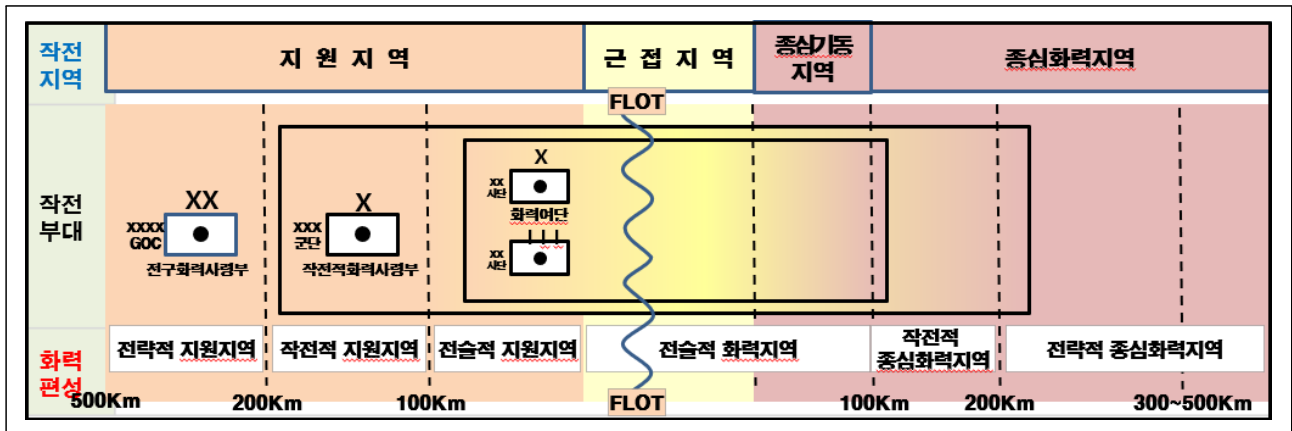 작전
지역
지 원 지 역
근 접 지 역
종심기동
지역
종심화력지역
FLOT
작전
부대
XX
XXXX
GOC
전구화력사령부
X
XXX
군단
작전적화력사령부
X
XX
사단
화력여단
XX
사단
화력
편성
전략적 지원지역
작전적 지원지역
전술적 지원지역
전술적 화력지역
작전적
종심화력지역
전략적 종심화력지역
500Km
200Km
100Km
FLOT
100Km
200Km
300~500Km